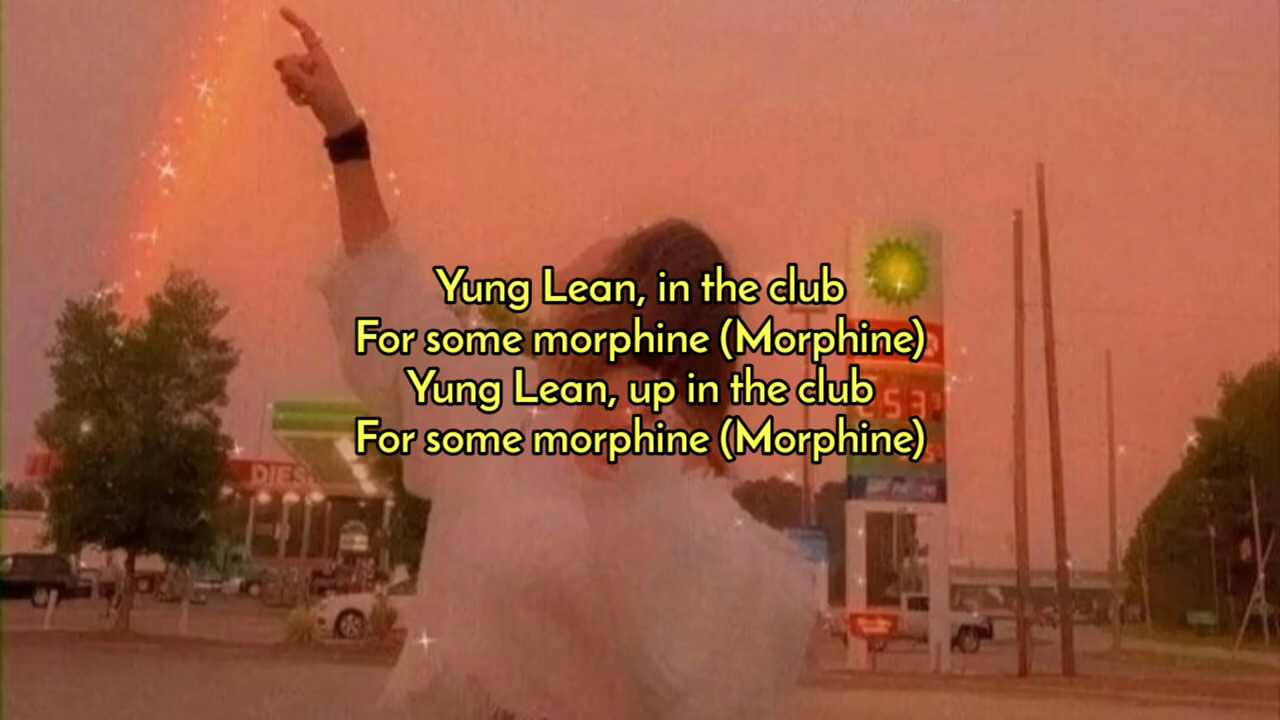 Yung Lean, in the club
For some morphine (Morphine)
Yung Lean, up in the club
For some morphine (Morphine)
DIES